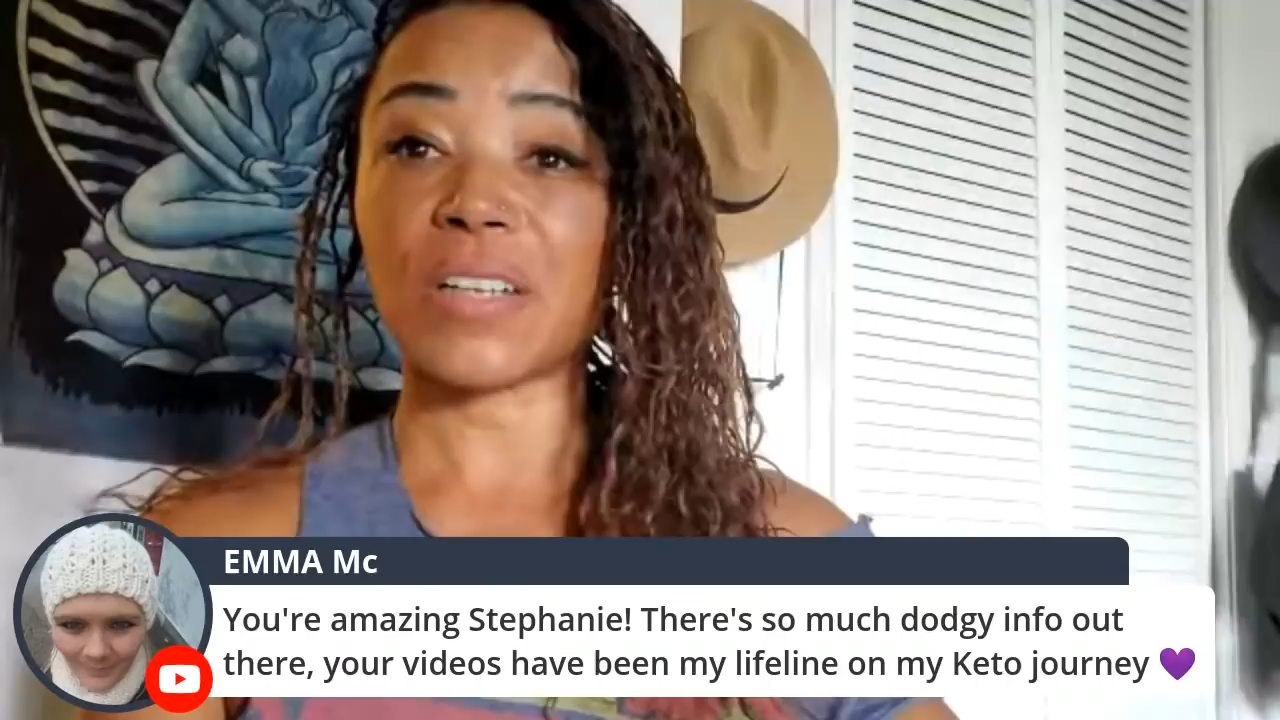 EMMA Mc
You're amazing Stephanie! There's so much dodgy info out
there, your videos have been my lifeline on my Keto journey 💜